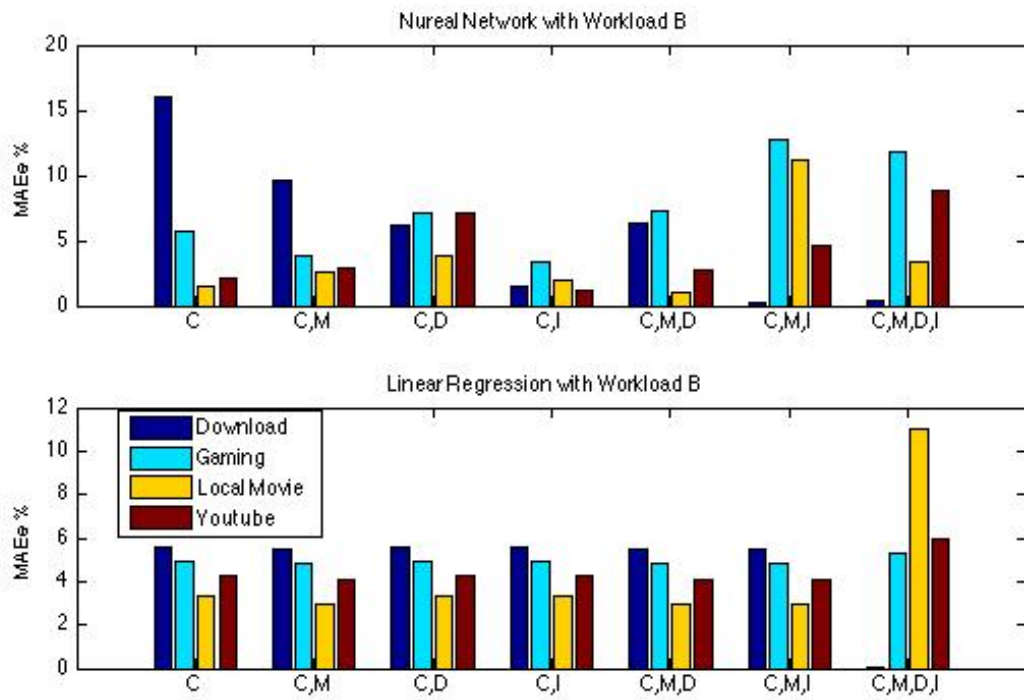 Nureal Network with Workload B
20
15
10
5
0
MAEe %
C C,M C,D C,I C,M,D C,M,I C,M,D,I
Linear Regression with Workload B
12
10
8
6
4
2
0
MAEe %
Download
Gaming
Local Movie
Youtube
C C,M C,D C,I C,M,D C,M,I C,M,D,I